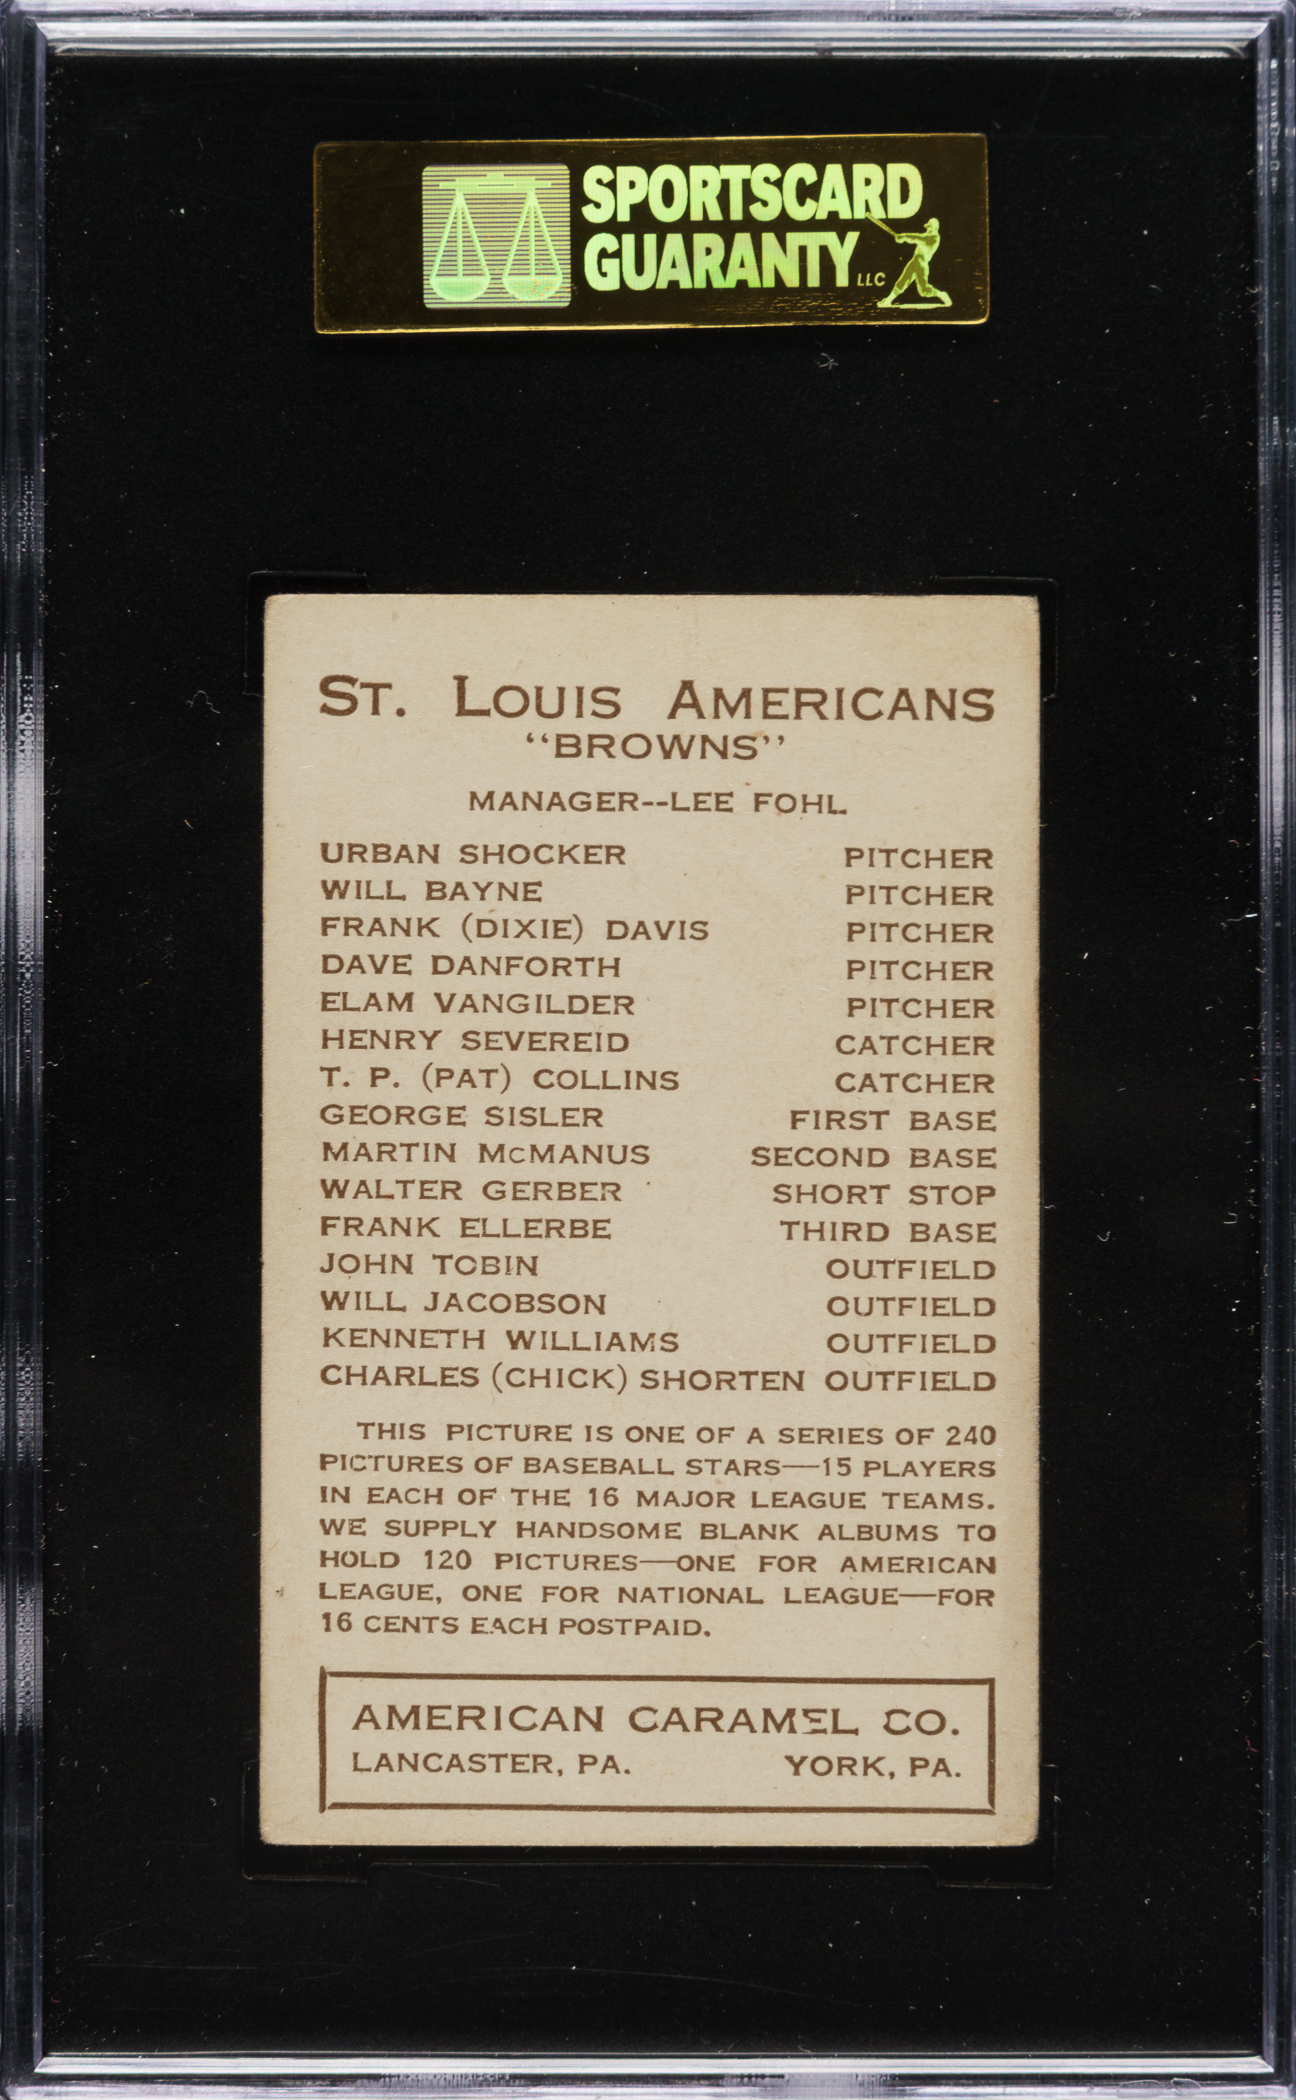 SPORTSCARD
GUARANTY LLC
ST. LOUIS AMERICANS
"BROWNS"
MANAGER--LEE FOHL
URBAN SHOCKER PITCHER
WILL BAYNE PITCHER
FRANK (DIXIE) DAVIS PITCHER
DAVE DANFORTH PITCHER
ELAM VANGILDER PITCHER
HENRY SEVEREID CATCHER
T. P. (PAT) COLLINS CATCHER
GEORGE SISLER FIRST BASE
MARTIN McMANUS SECOND BASE
WALTER GERBER SHORT STOP
FRANK ELLERBE THIRD BASE
JOHN TOBIN OUTFIELD
WILL JACOBSON OUTFIELD
KENNETH WILLIAMS OUTFIELD
CHARLES (CHICK) SHORTEN OUTFIELD
THIS PICTURE IS ONE OF A SERIES OF 240
PICTURES OF BASEBALL STARS—15 PLAYERS
IN EACH OF THE 16 MAJOR LEAGUE TEAMS.
WE SUPPLY HANDSOME BLANK ALBUMS TO
HOLD 120 PICTURES—ONE FOR AMERICAN
LEAGUE, ONE FOR NATIONAL LEAGUE—FOR
16 CENTS EACH POSTPAID.
AMERICAN CARAMEL CO.
LANCASTER, PA. YORK, PA.